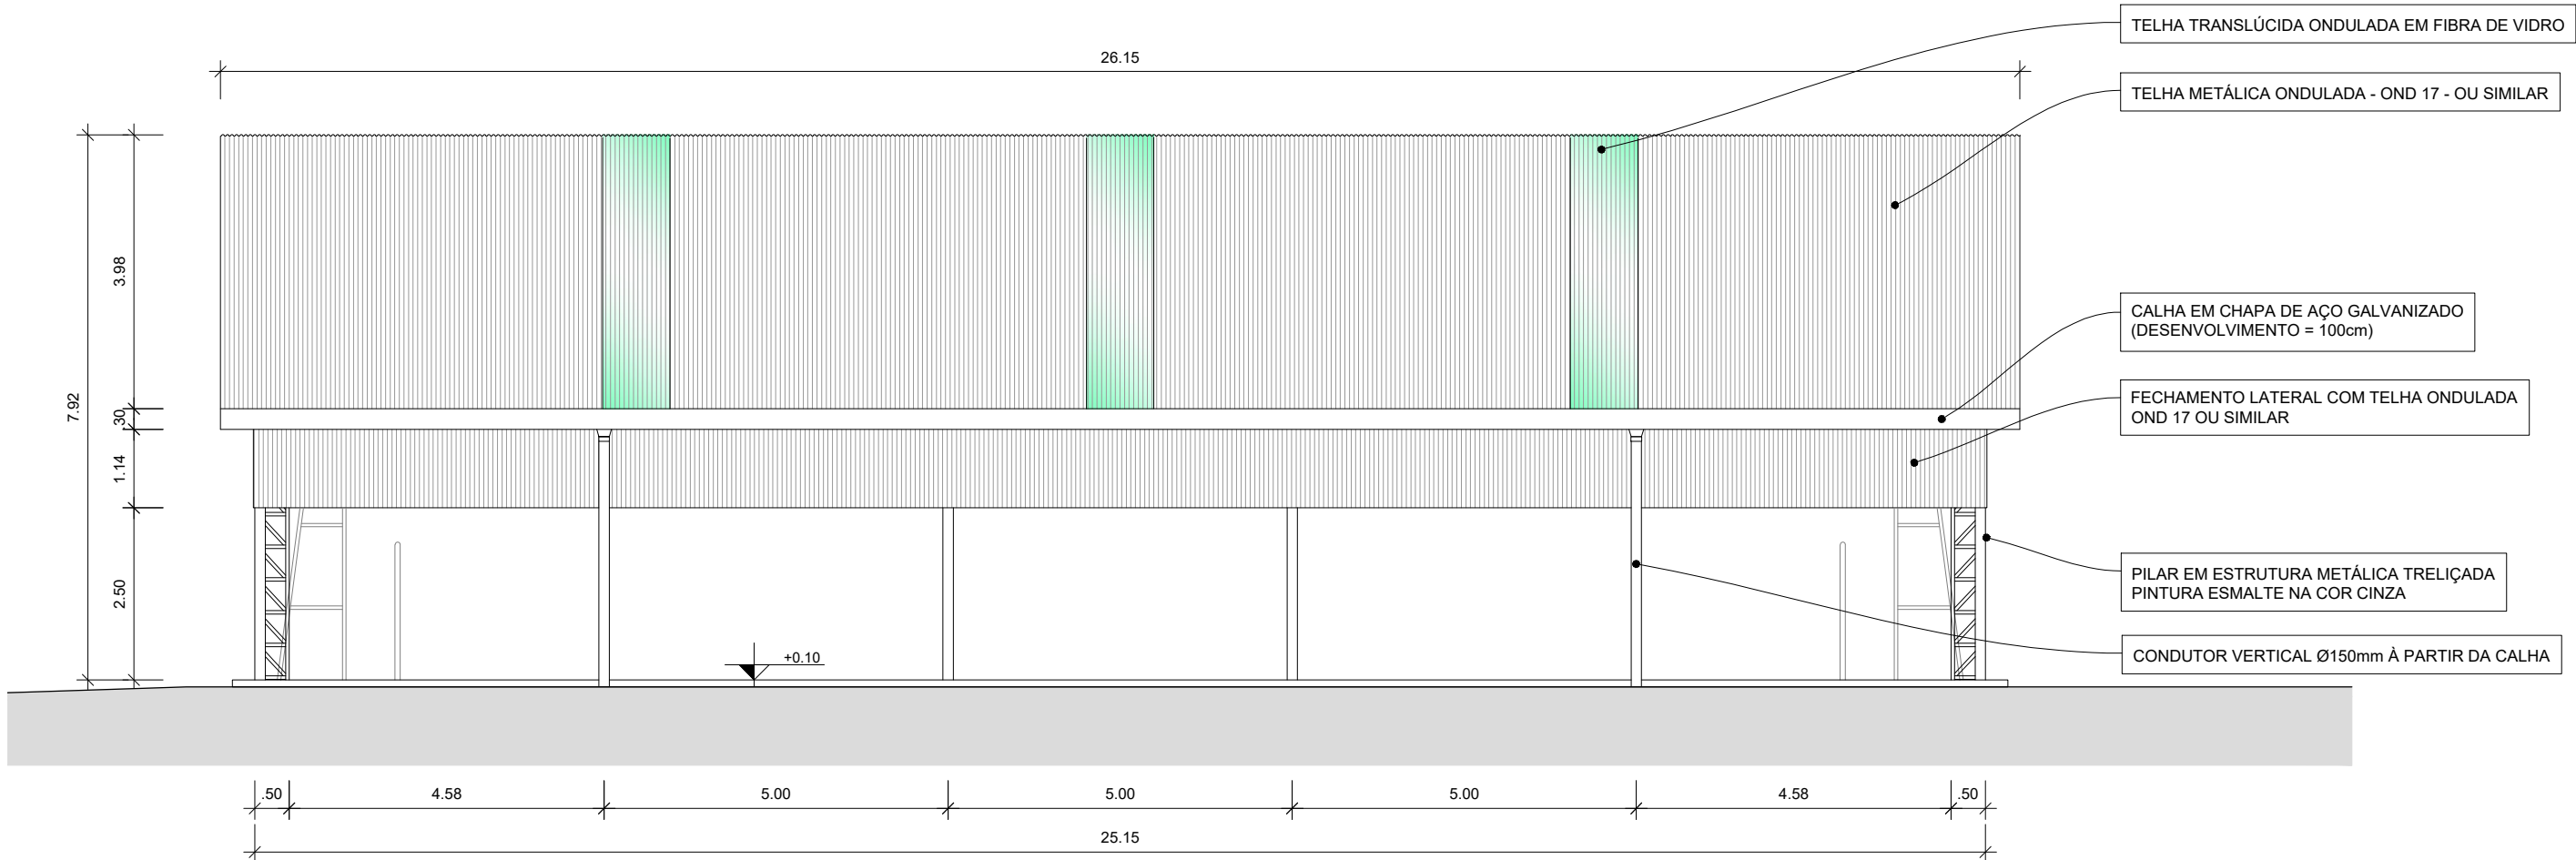 TELHA TRANSLÚCIDA ONDULADA EM FIBRA DE VIDRO
26.15
TELHA METÁLICA ONDULADA - OND 17 - OU SIMILAR
7.92
3.98
.30
1.14
2.50
CALHA EM CHAPA DE AÇO GALVANIZADO
(DESENVOLVIMENTO = 100cm)
FECHAMENTO LATERAL COM TELHA ONDULADA
OND 17 OU SIMILAR
PILAR EM ESTRUTURA METÁLICA TRELIÇADA
PINTURA ESMALTE NA COR CINZA
+0.10
CONDUTOR VERTICAL Ø150mm À PARTIR DA CALHA
.50 4.58 5.00 5.00 5.00 4.58 .50
25.15